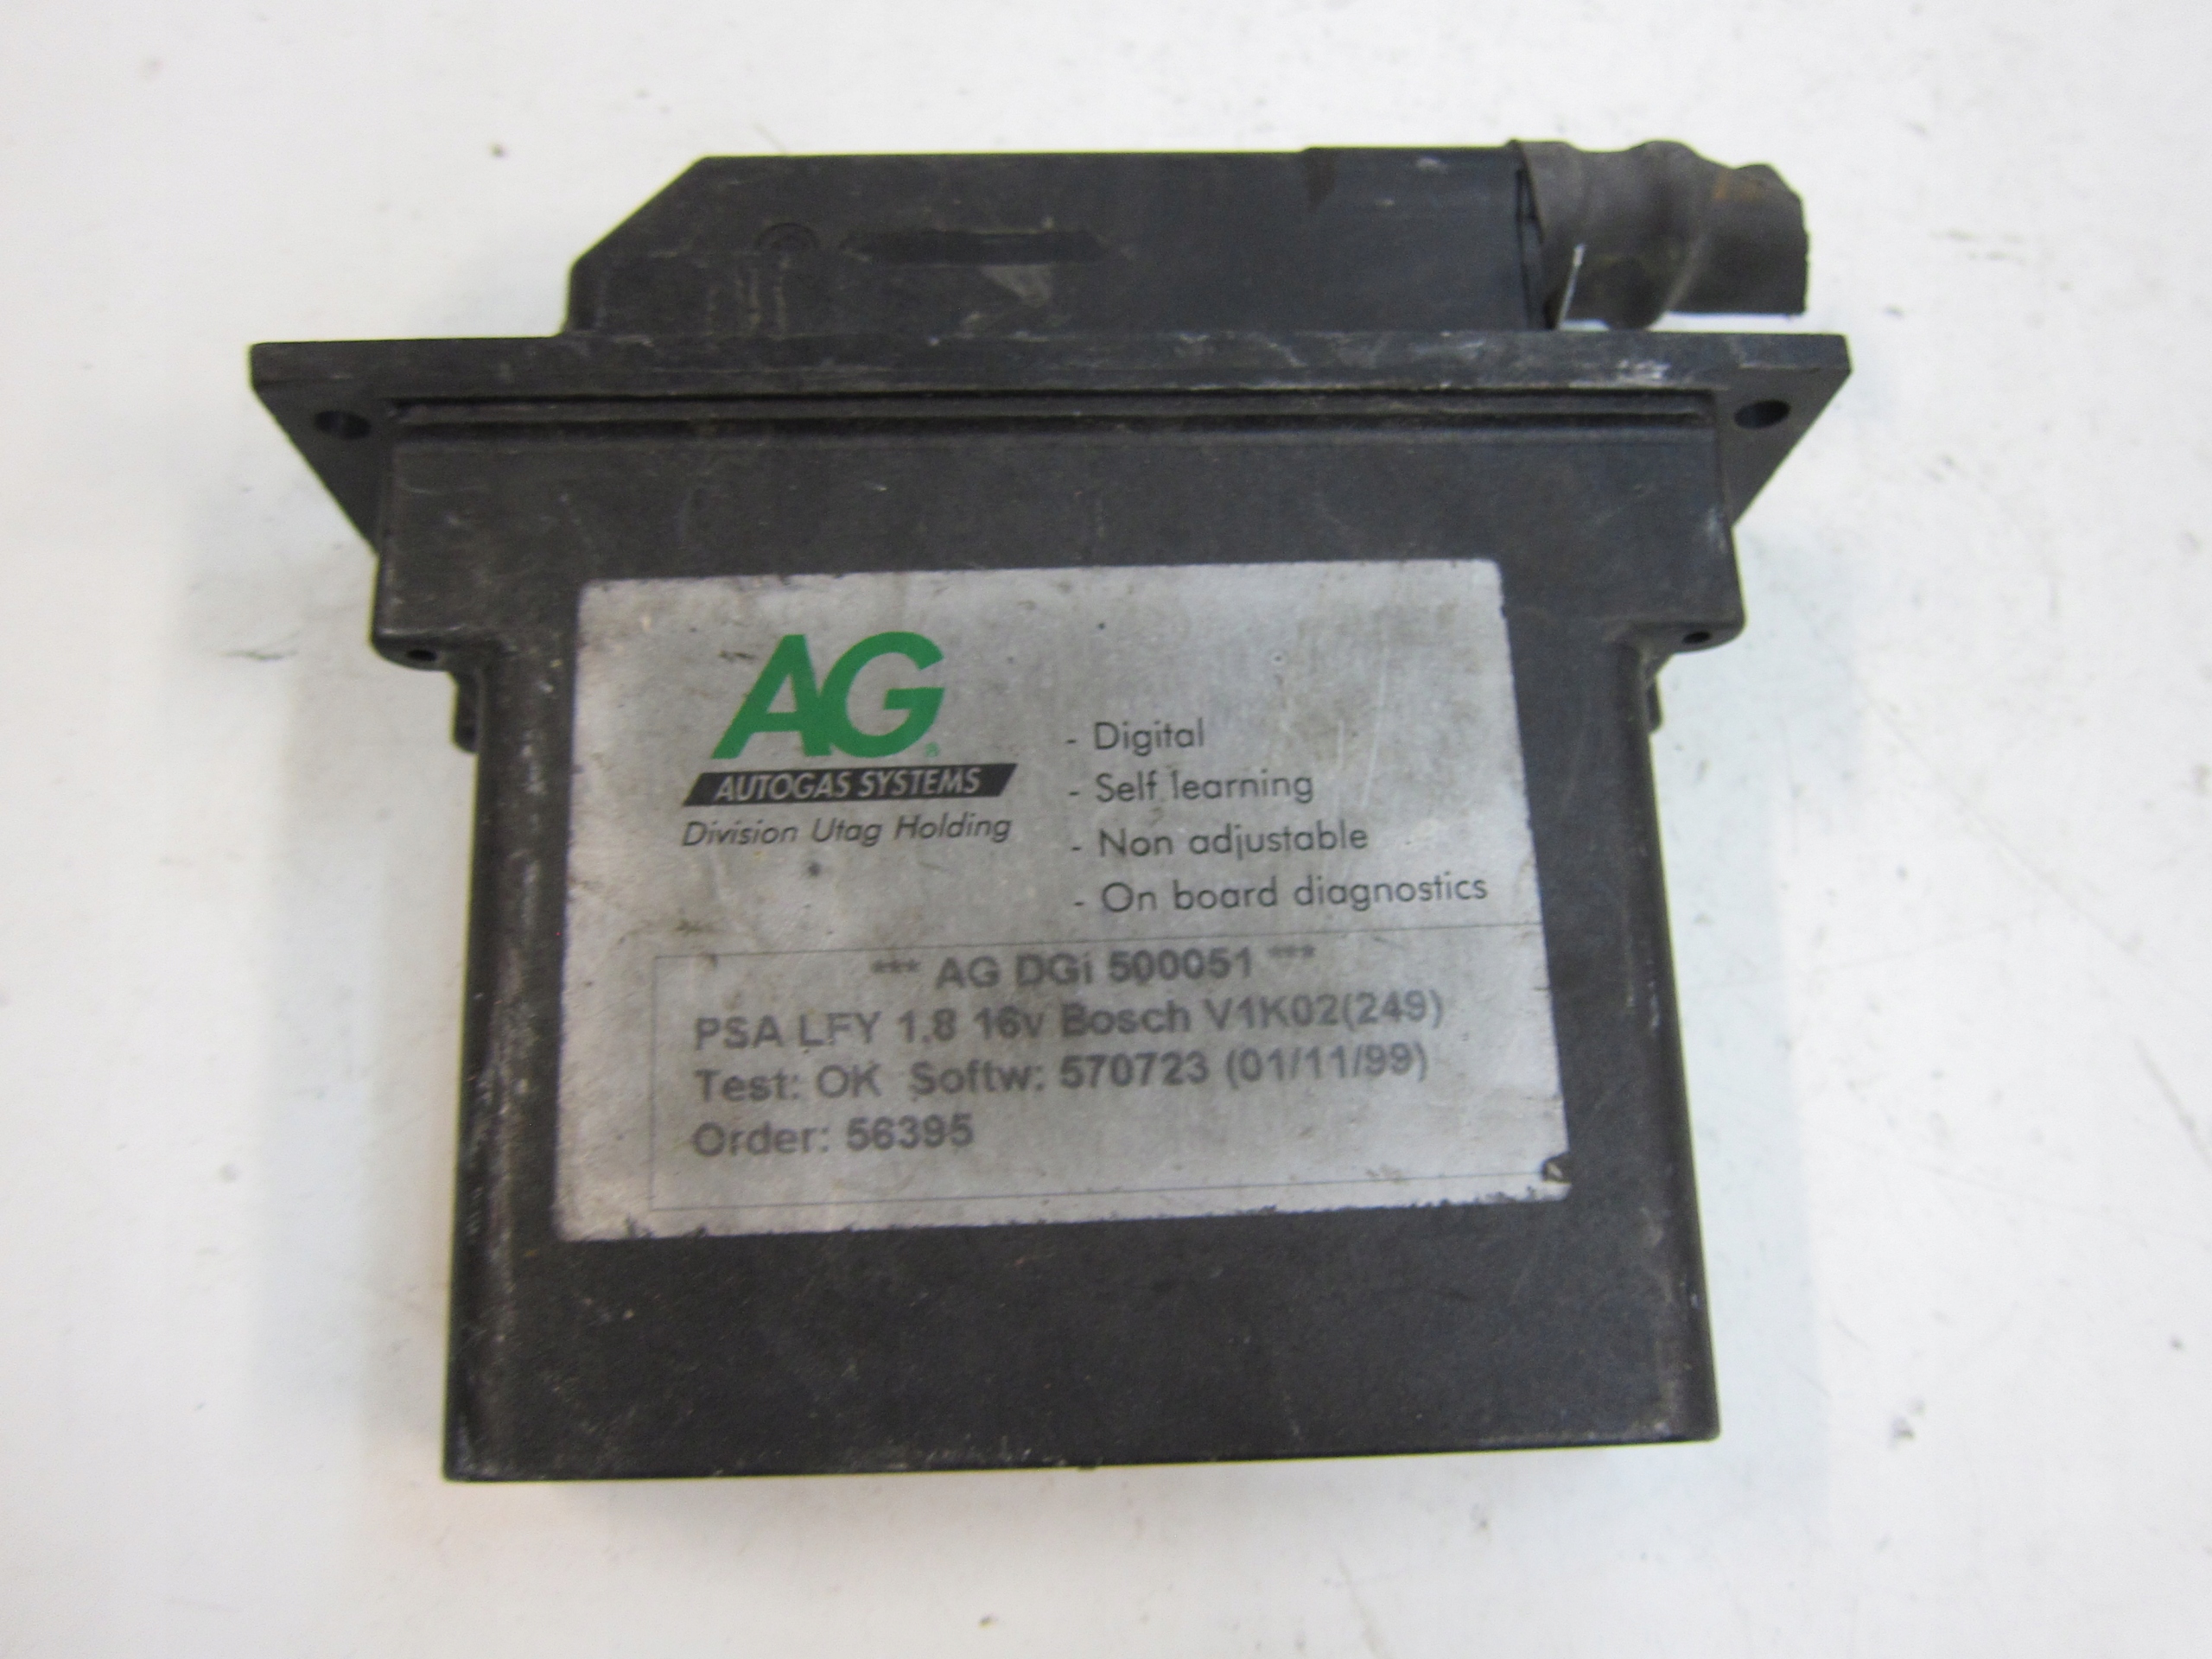 AG®
AUTOGAS SYSTEMS
Division Utag Holding
- Digital
- Self learning
- Non adjustable
- On board diagnostics
*** AG DGi 500051 ***
PSA LFY 1.8 16v Bosch V1K02(249)
Test: OK Softw: 570723 (01/11/99)
Order: 56395